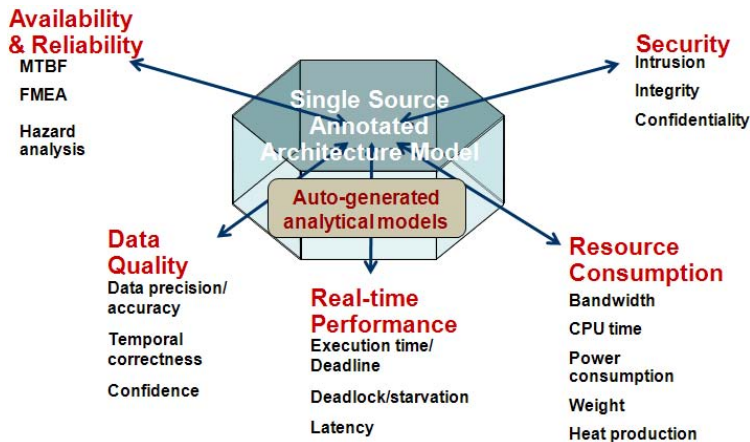 Availability
& Reliability
MTBF
FMEA
Hazard
analysis
Security
Intrusion
Integrity
Confidentiality
Single Source
Annotated
Architecture Model
Auto-generated
analytical models
Data
Quality
Data precision/
accuracy
Temporal
correctness
Confidence
Real-time
Performance
Execution time/
Deadline
Deadlock/starvation
Latency
Resource
Consumption
Bandwidth
CPU time
Power
consumption
Weight
Heat production